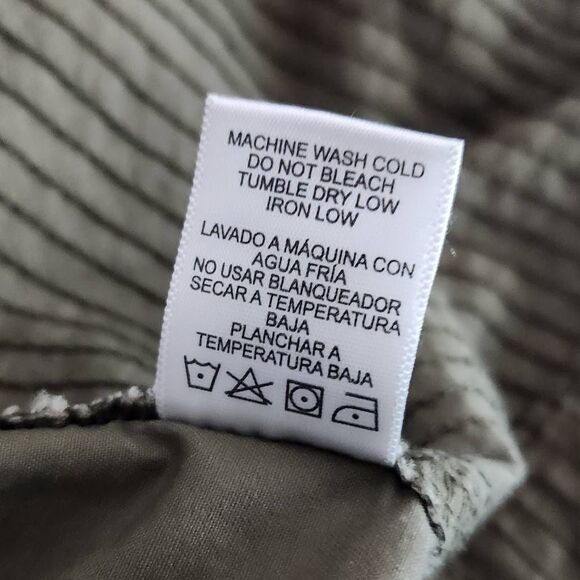 MACHINE WASH COLD
DO NOT BLEACH
TUMBLE DRY LOW
IRON LOW
LAVADO A MÁQUINA CON
AGUA FRÍA
NO USAR BLANQUEADOR
SECAR A TEMPERATURA
BAJA
PLANCHAR A
TEMPERATURA BAJA